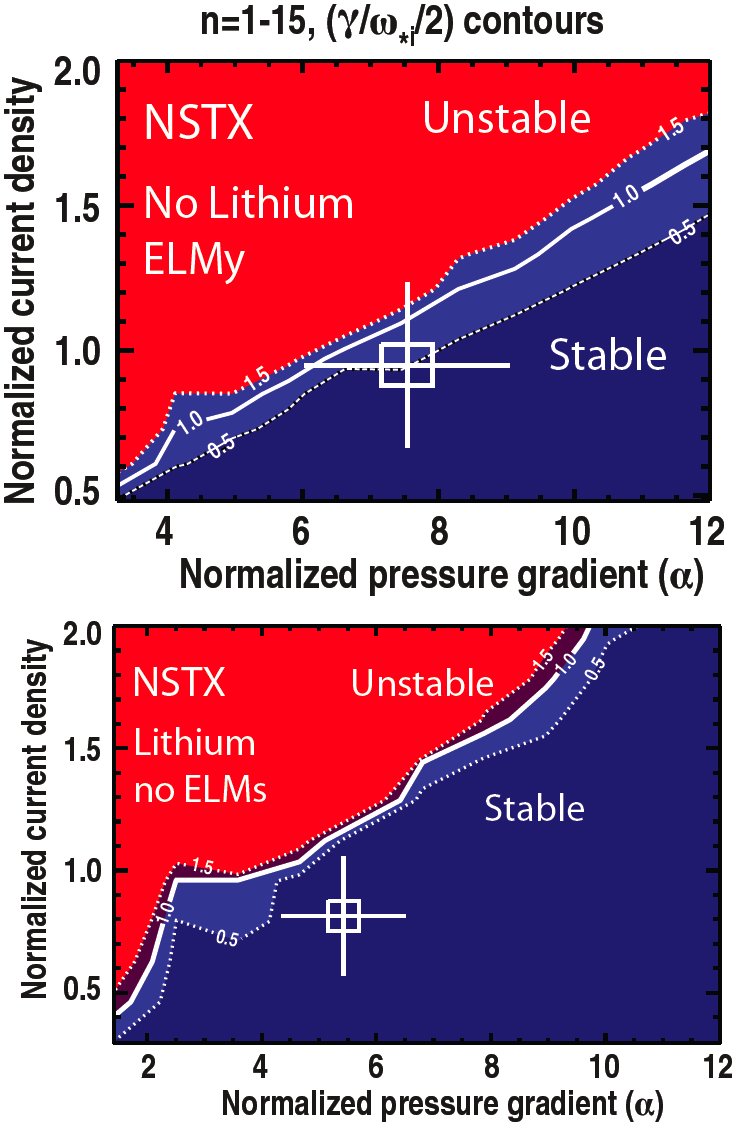 n=1-15, (γ/ω*i/2) contours
2.0
1.5
1.0
0.5
Normalized current density
NSTX
Unstable
No Lithium
ELMy
Stable
1.5
1.0
0.5
1.5
1.0
0.5
4 6 8 10 12
Normalized pressure gradient (α)
2.0
1.5
1.0
0.5
Normalized current density
NSTX
Unstable
Lithium
no ELMs
Stable
1.5
1.0
0.5
1.5
1.0
0.5
2 4 6 8 10 12
Normalized pressure gradient (α)